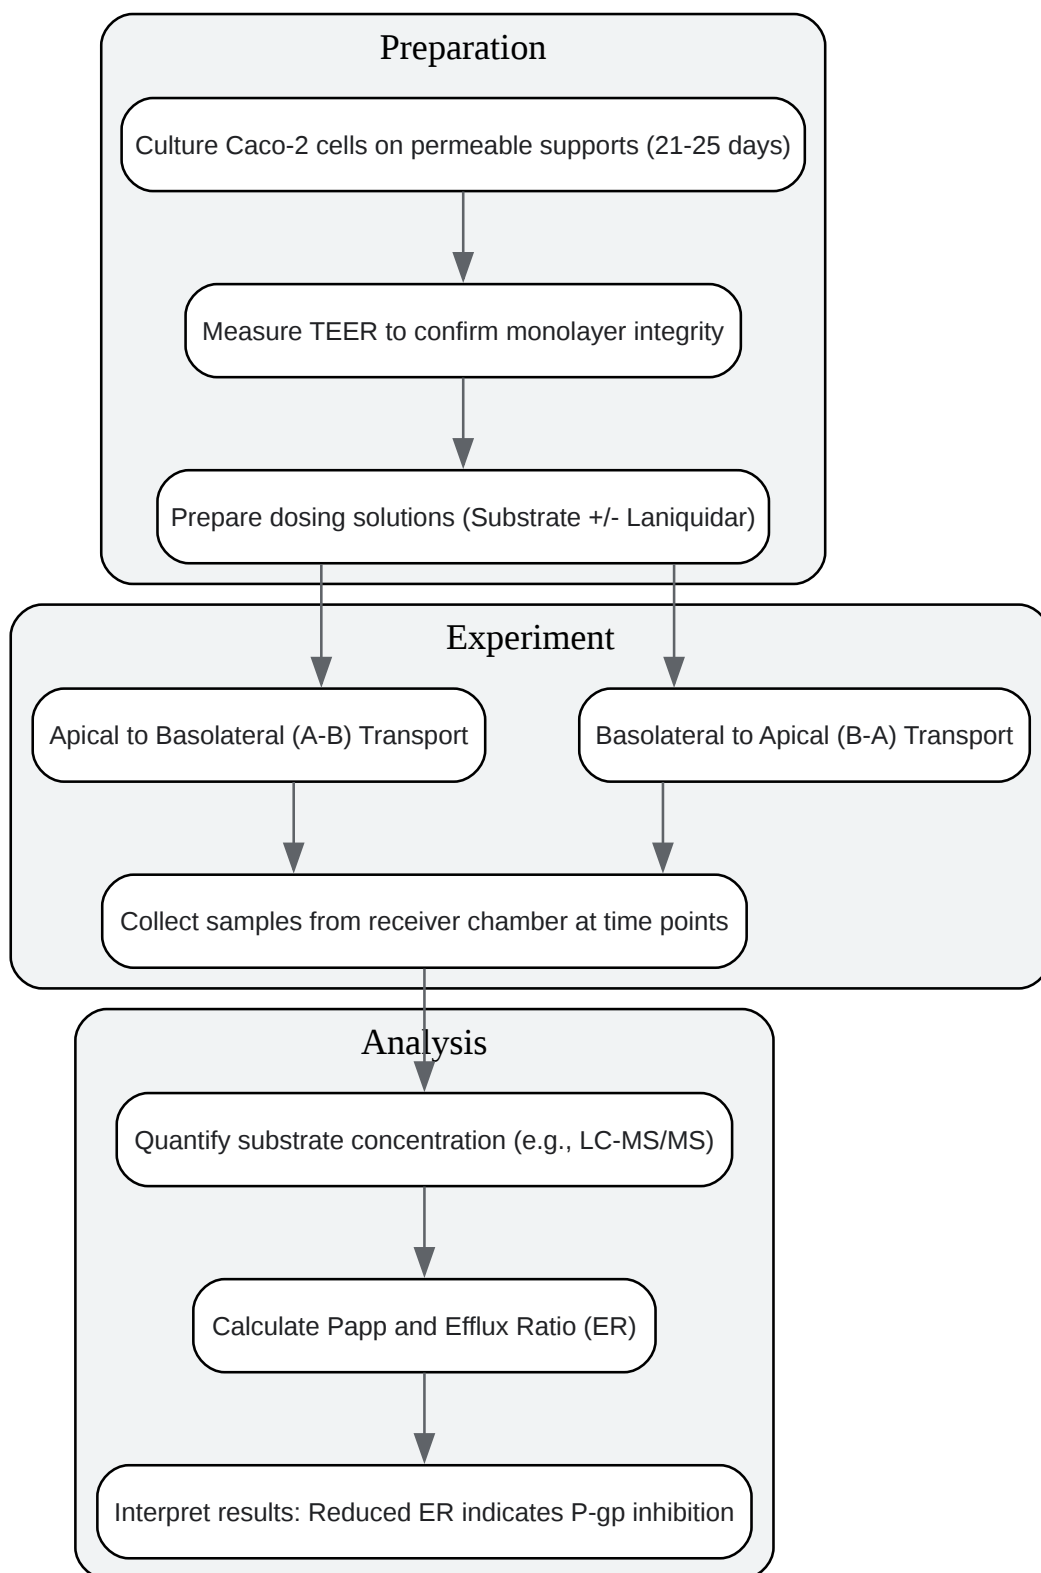 Preparation
Culture Caco-2 cells on permeable supports (21-25 days)
Measure TEER to confirm monolayer integrity
Prepare dosing solutions (Substrate +/- Laniquidar)
Experiment
Apical to Basolateral (A-B) Transport
Basolateral to Apical (B-A) Transport
Collect samples from receiver chamber at time points
Analysis
Quantify substrate concentration (e.g., LC-MS/MS)
Calculate Papp and Efflux Ratio (ER)
Interpret results: Reduced ER indicates P-gp inhibition